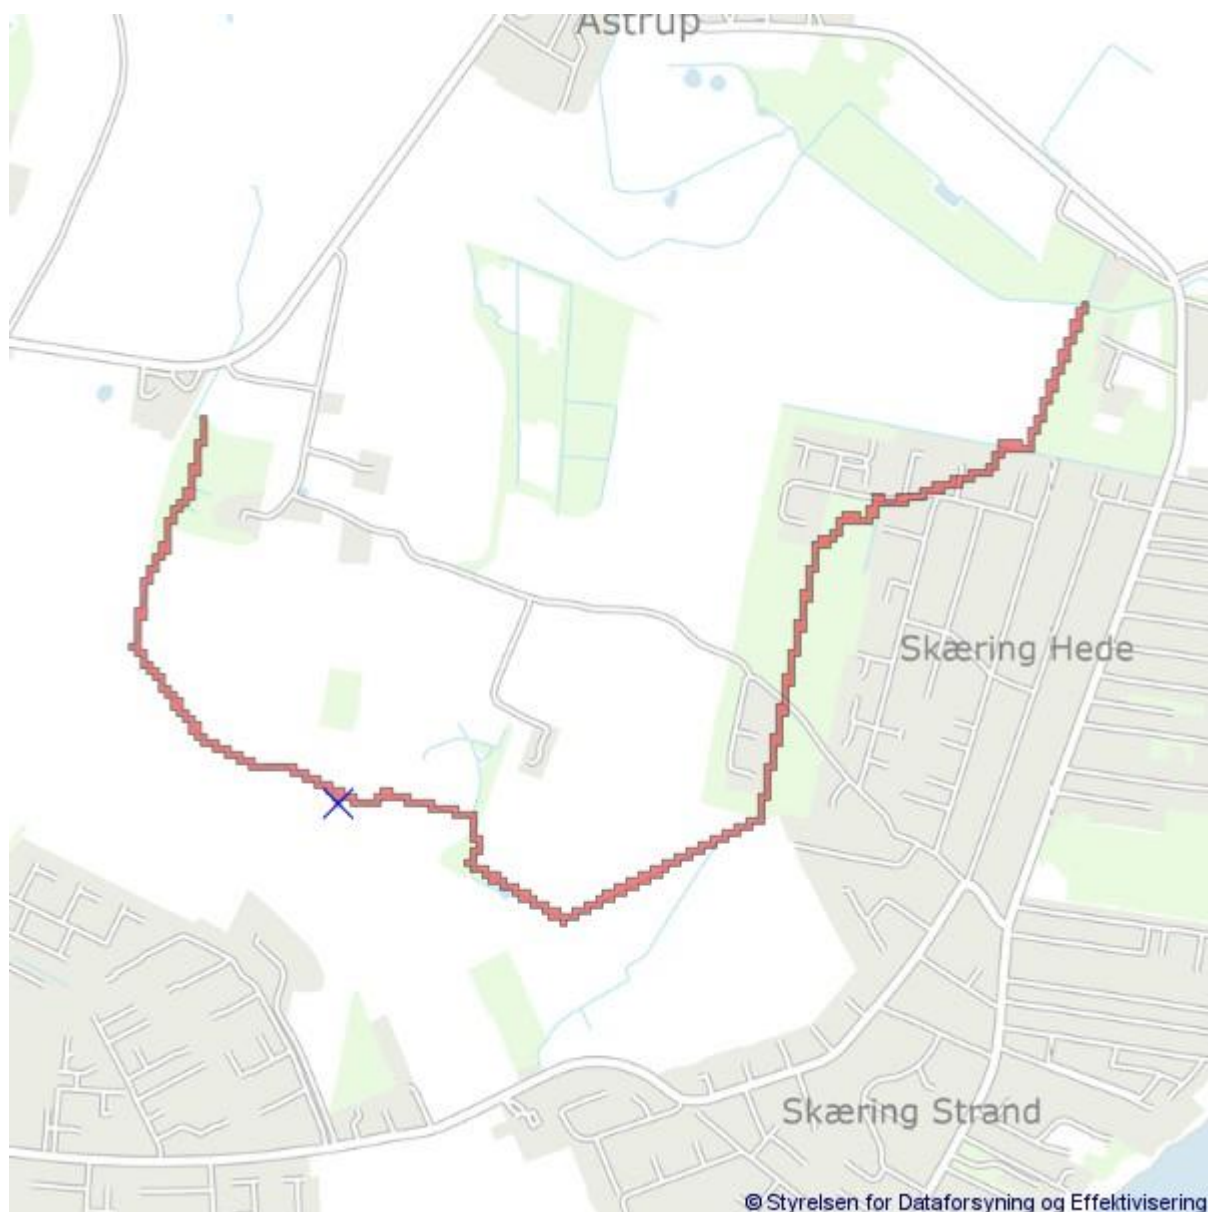 Astrup
Skæring Hede
Skæring Strand
© Styrelsen for Dataforsyning og Effektivisering